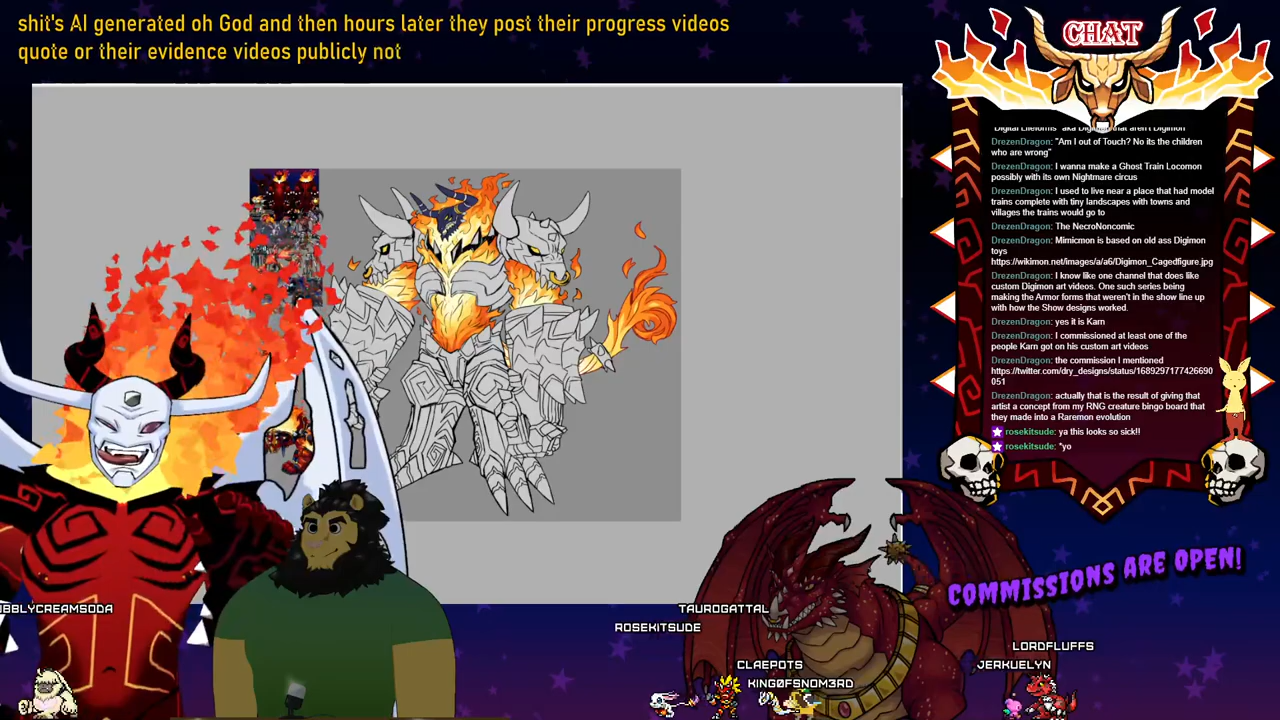 shit's AI generated oh God and then hours later they post their progress videos
quote or their evidence videos publicly not
CHAT
DrezenDragon: "Am I out of Touch? No its the children
who are wrong"
DrezenDragon: I wanna make a Ghost Train Locomon
possibly with its own Nightmare circus
DrezenDragon: I used to live near a place that had model
trains complete with tiny landscapes with towns and
villages the trains would go to
DrezenDragon: The NecroNonComic
DrezenDragon: Mimicmon is based on old ass Digimon
toys
https://wikimon.net/images/a/a6/Digimon_Cagedfigure.jpg
DrezenDragon: I know like one channel that does like
custom Digimon art videos. One such series being
making the Armor forms that weren't in the show line up
with how the Show designs worked.
DrezenDragon: yes it is Karn
DrezenDragon: I commissioned at least one of the
people Karn got on his custom art videos
DrezenDragon: the commission I mentioned
https://twitter.com/dry_designs/status/1689297177426690
051
DrezenDragon: actually that is the result of giving that
artist a concept from my RNG creature bingo board that
they made into a Raremon evolution
rosekitsude: ya this looks so sick!!
rosekitsude: *yo
COMMISSIONS ARE OPEN!
UBBLYCREAMSODA
TAUROGATTAL
ROSEKITSUDE
LORDFLUFFS
CLAEPOTS
JERKUELYN
KINGØFSNOM3RD